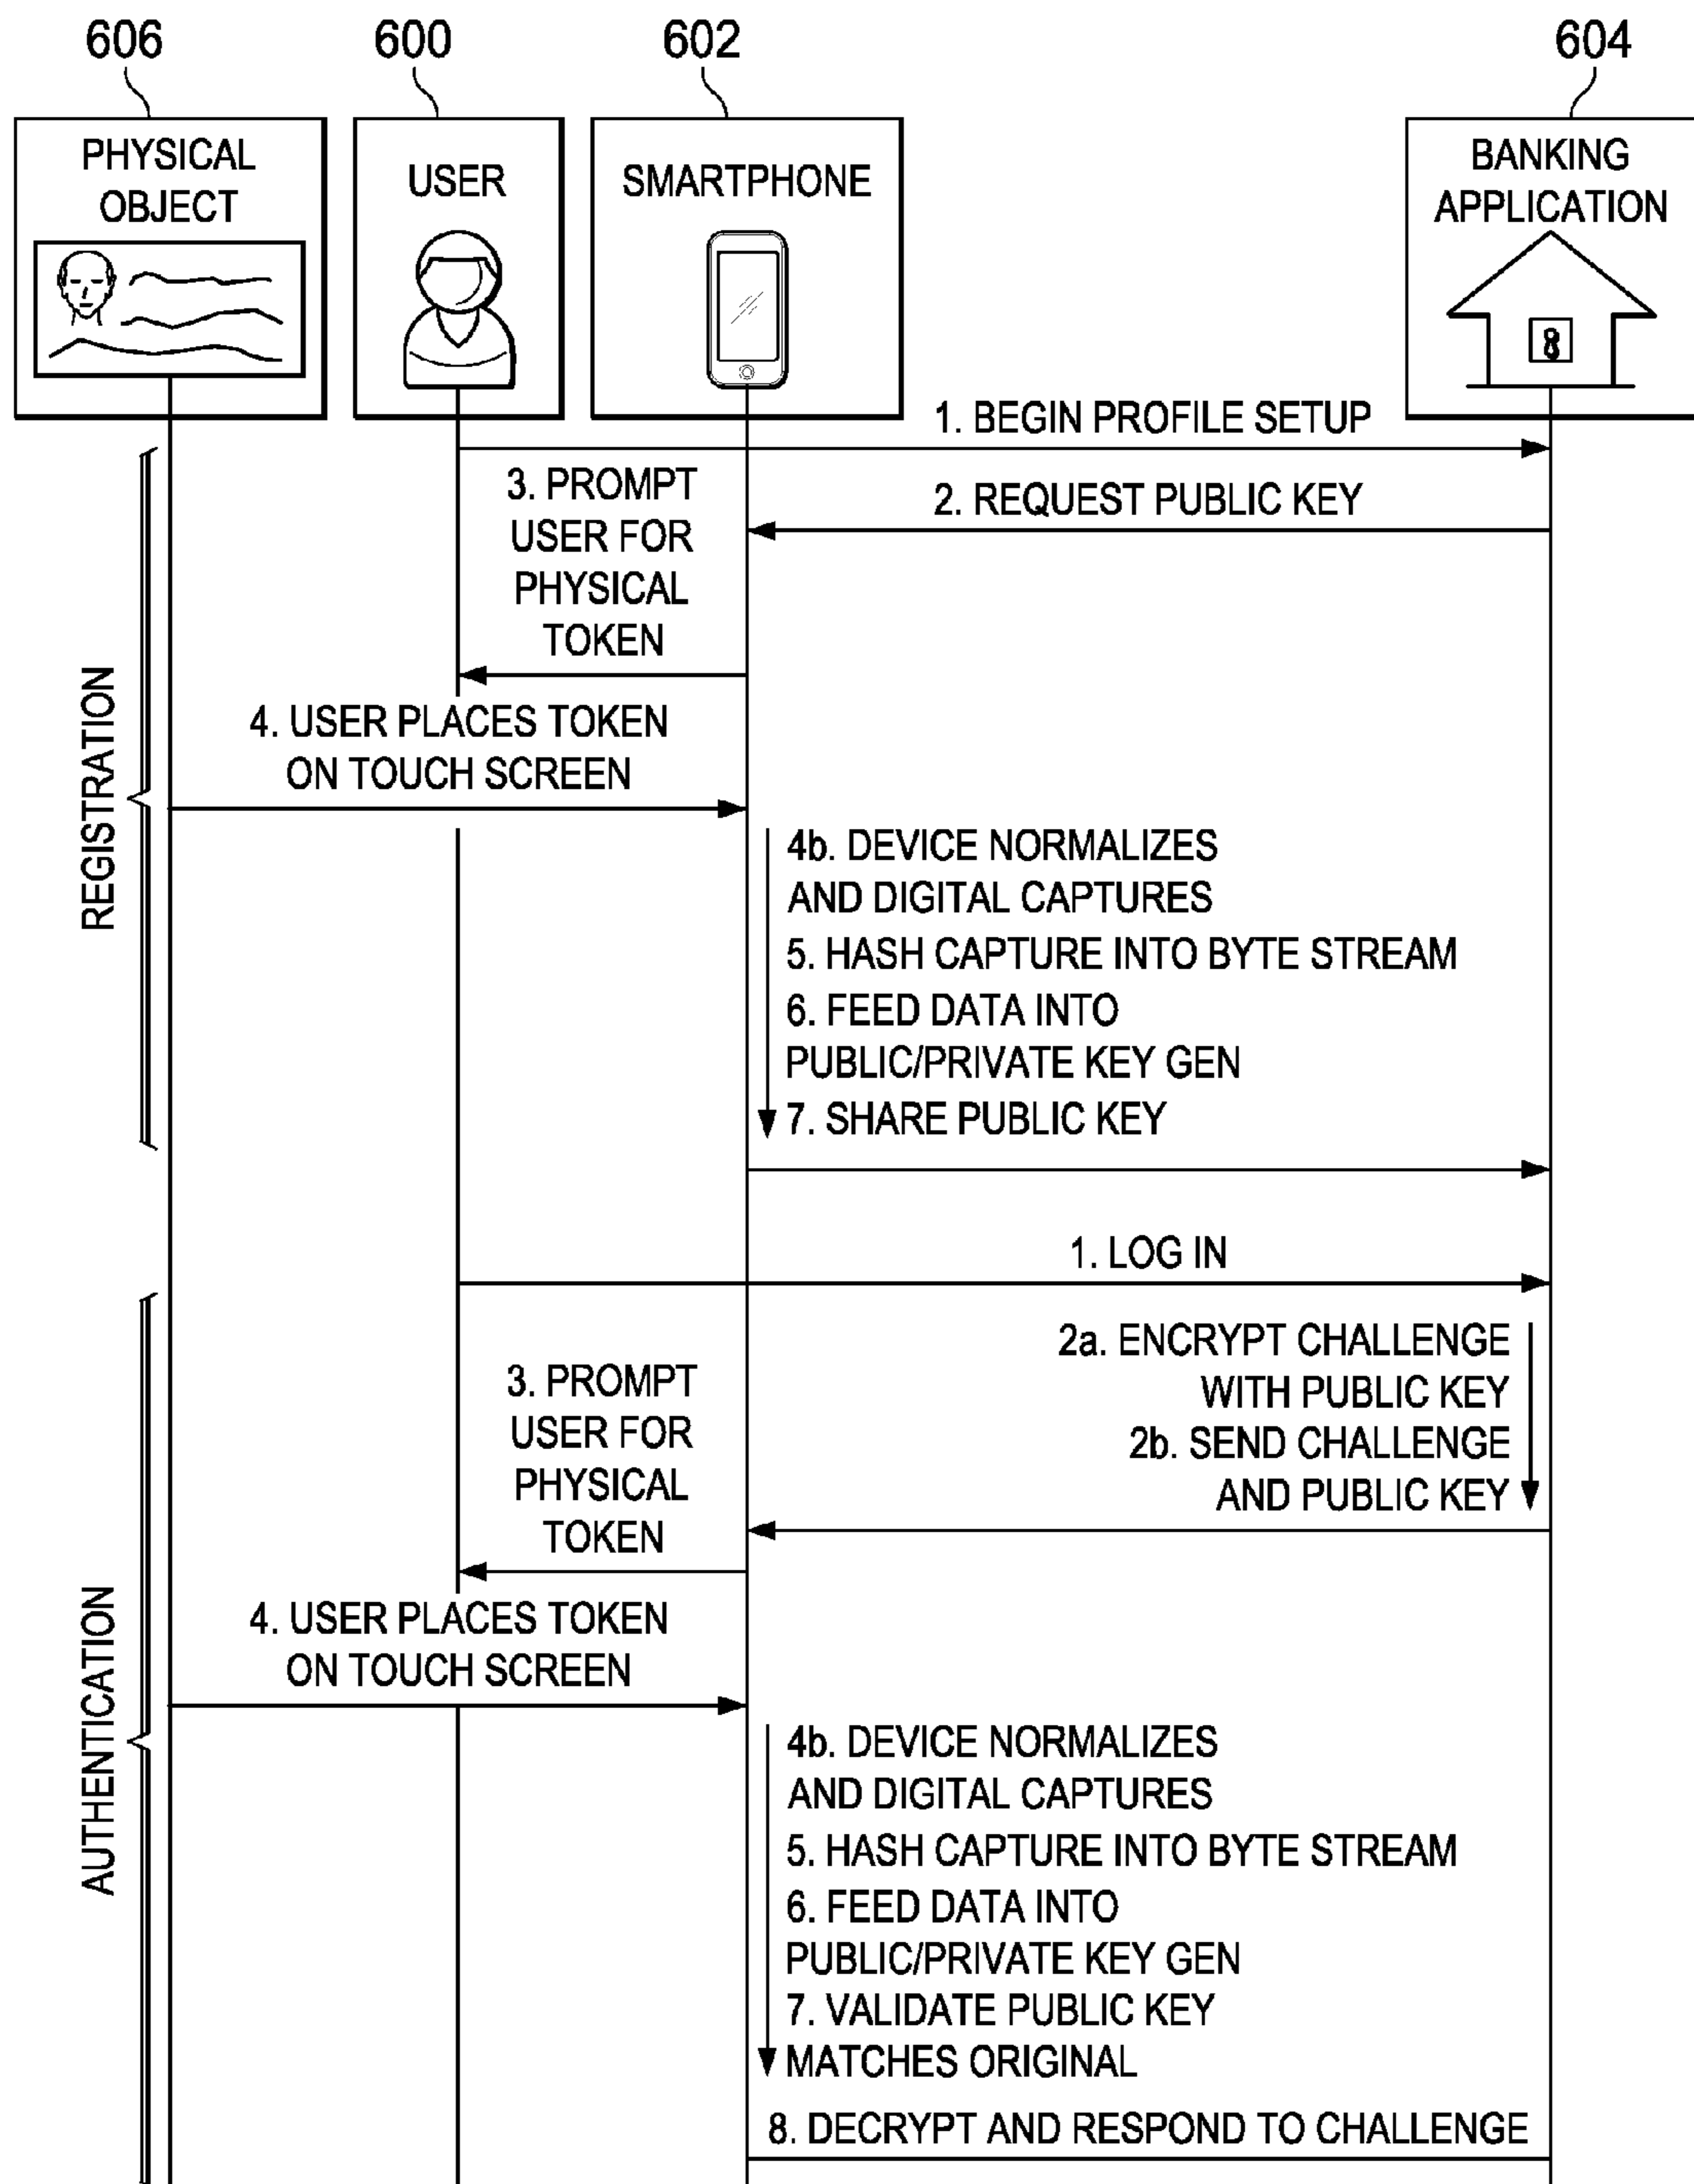 606
600
602
604
PHYSICAL
OBJECT
USER
SMARTPHONE
BANKING
APPLICATION
8
1. BEGIN PROFILE SETUP
2. REQUEST PUBLIC KEY
3. PROMPT
USER FOR
PHYSICAL
TOKEN
4. USER PLACES TOKEN
ON TOUCH SCREEN
REGISTRATION
4b. DEVICE NORMALIZES
AND DIGITAL CAPTURES
5. HASH CAPTURE INTO BYTE STREAM
6. FEED DATA INTO
PUBLIC/PRIVATE KEY GEN
7. SHARE PUBLIC KEY
1. LOG IN
2a. ENCRYPT CHALLENGE
WITH PUBLIC KEY
2b. SEND CHALLENGE
AND PUBLIC KEY
3. PROMPT
USER FOR
PHYSICAL
TOKEN
4. USER PLACES TOKEN
ON TOUCH SCREEN
AUTHENTICATION
4b. DEVICE NORMALIZES
AND DIGITAL CAPTURES
5. HASH CAPTURE INTO BYTE STREAM
6. FEED DATA INTO
PUBLIC/PRIVATE KEY GEN
7. VALIDATE PUBLIC KEY
MATCHES ORIGINAL
8. DECRYPT AND RESPOND TO CHALLENGE